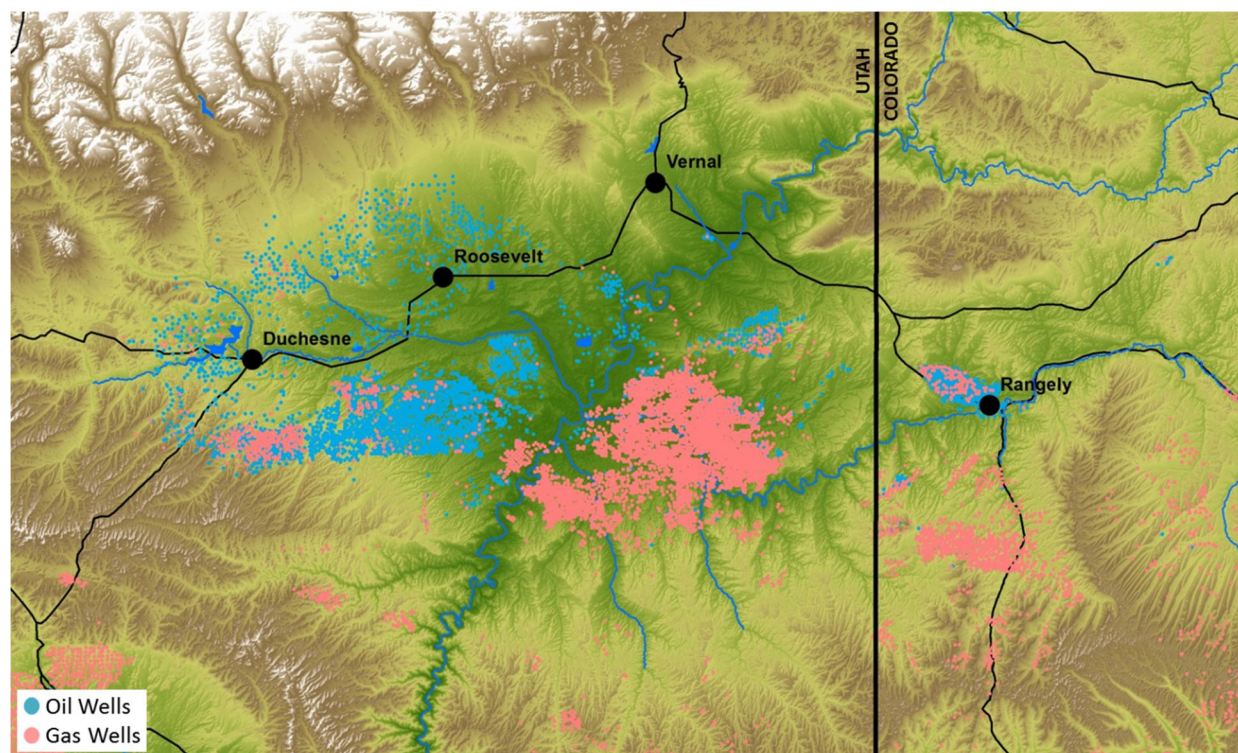 UTAH
COLORADO
Vernal
Roosevelt
Duchesne
Rangely
Oil Wells
Gas Wells